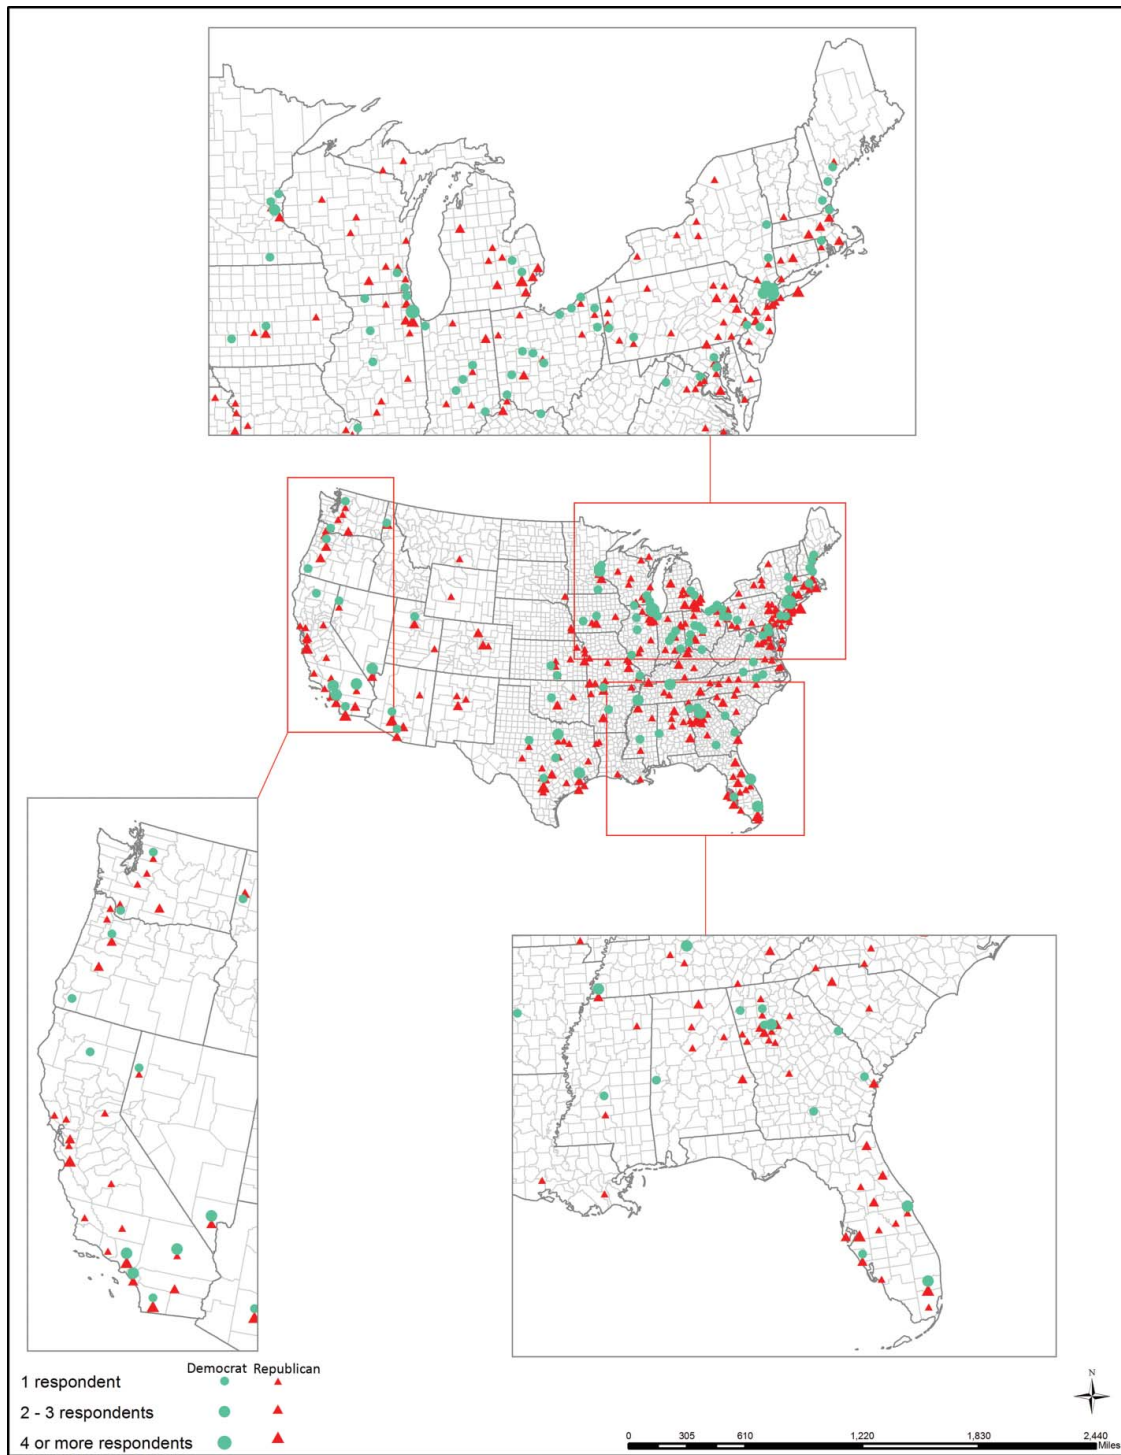 Democrat Republican
1 respondent
2 - 3 respondents
4 or more respondents
N
0 305 610 1,220 1,830 2,440
Miles